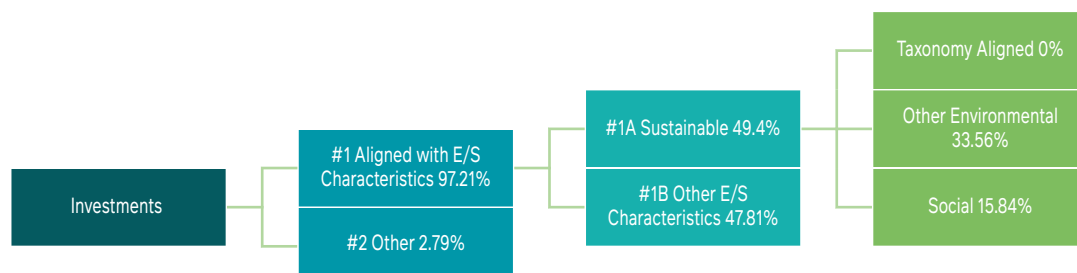 Investments
#1 Aligned with E/S
Characteristics 97.21%
#2 Other 2.79%
#1A Sustainable 49.4%
#1B Other E/S
Characteristics 47.81%
Taxonomy Aligned 0%
Other Environmental
33.56%
Social 15.84%